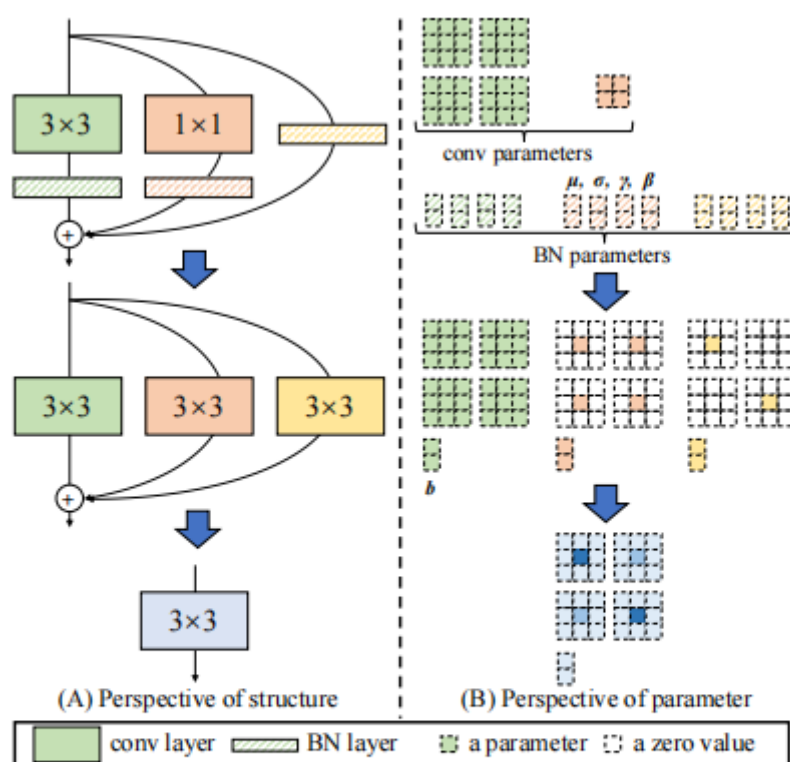 3×3
1×1
conv parameters
μ, σ, γ, β
BN parameters
3×3
3×3
3×3
b
3×3
(A) Perspective of structure
(B) Perspective of parameter
conv layer
BN layer
a parameter
a zero value